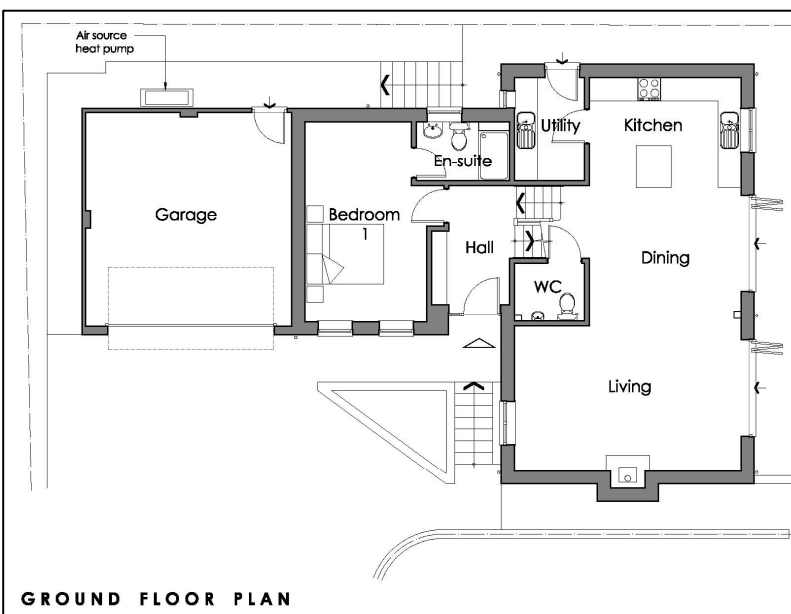 Air source
heat pump
Utility
Kitchen
En-suite
Garage
Bedroom
1
Hall
Dining
WC
Living
GROUND FLOOR PLAN